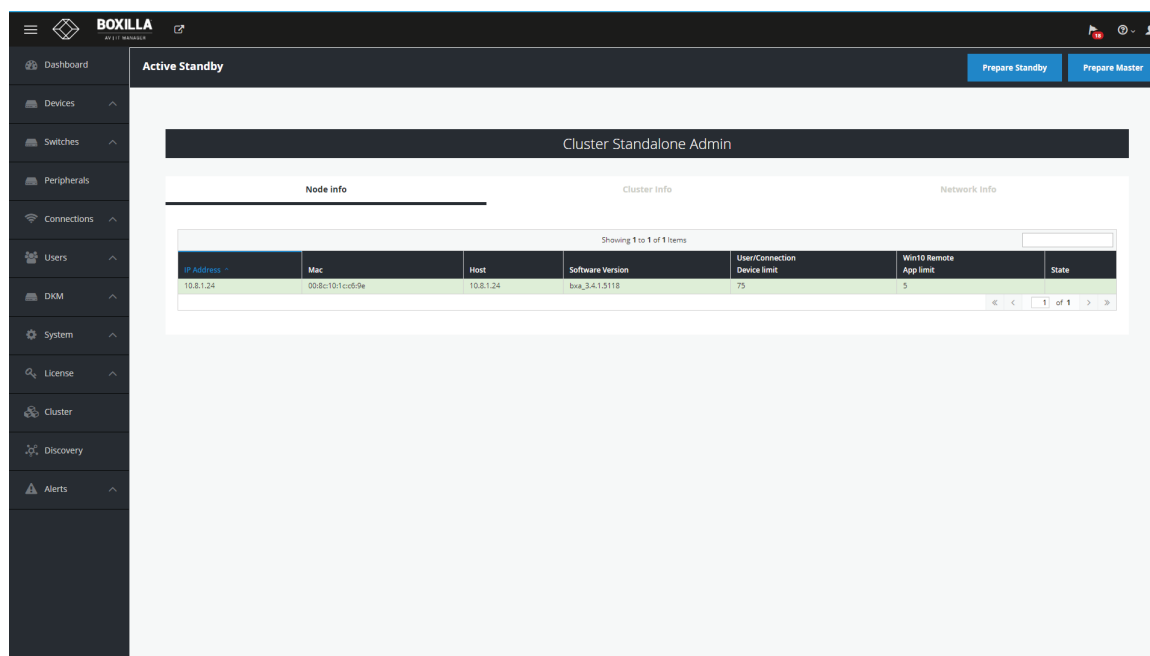 BOXILLA
AV | IT MANAGER
18
Dashboard
Devices
Switches
Peripherals
Connections
Users
DKM
System
License
Cluster
Discovery
Alerts
Active Standby
Prepare Standby
Prepare Master
Cluster Standalone Admin
Node info
Cluster Info
Network Info
Showing 1 to 1 of 1 Items
IP Address
Mac
Host
Software Version
User/Connection
Device limit
Win10 Remote
App limit
State
10.8.1.24
00:8c:10:1c:c6:9e
10.8.1.24
bxa_3.4.1.5118
75
5
1 of 1